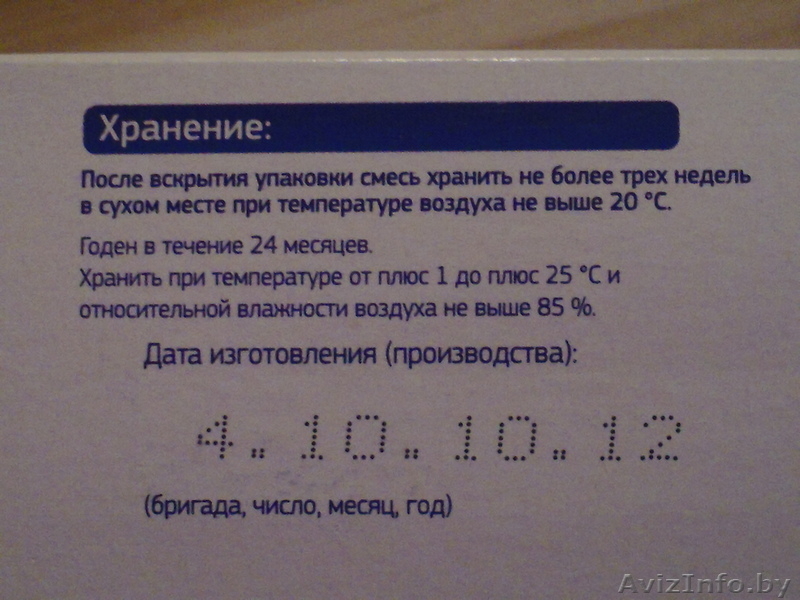 Хранение:
После вскрытия упаковки смесь хранить не более трех недель
в сухом месте при температуре воздуха не выше 20 °С.
Годен в течение 24 месяцев.
Хранить при температуре от плюс 1 до плюс 25 °С и
относительной влажности воздуха не выше 85 %.
Дата изготовления (производства):
4.10.10.12
(бригада, число, месяц, год)
AvizInfo.by